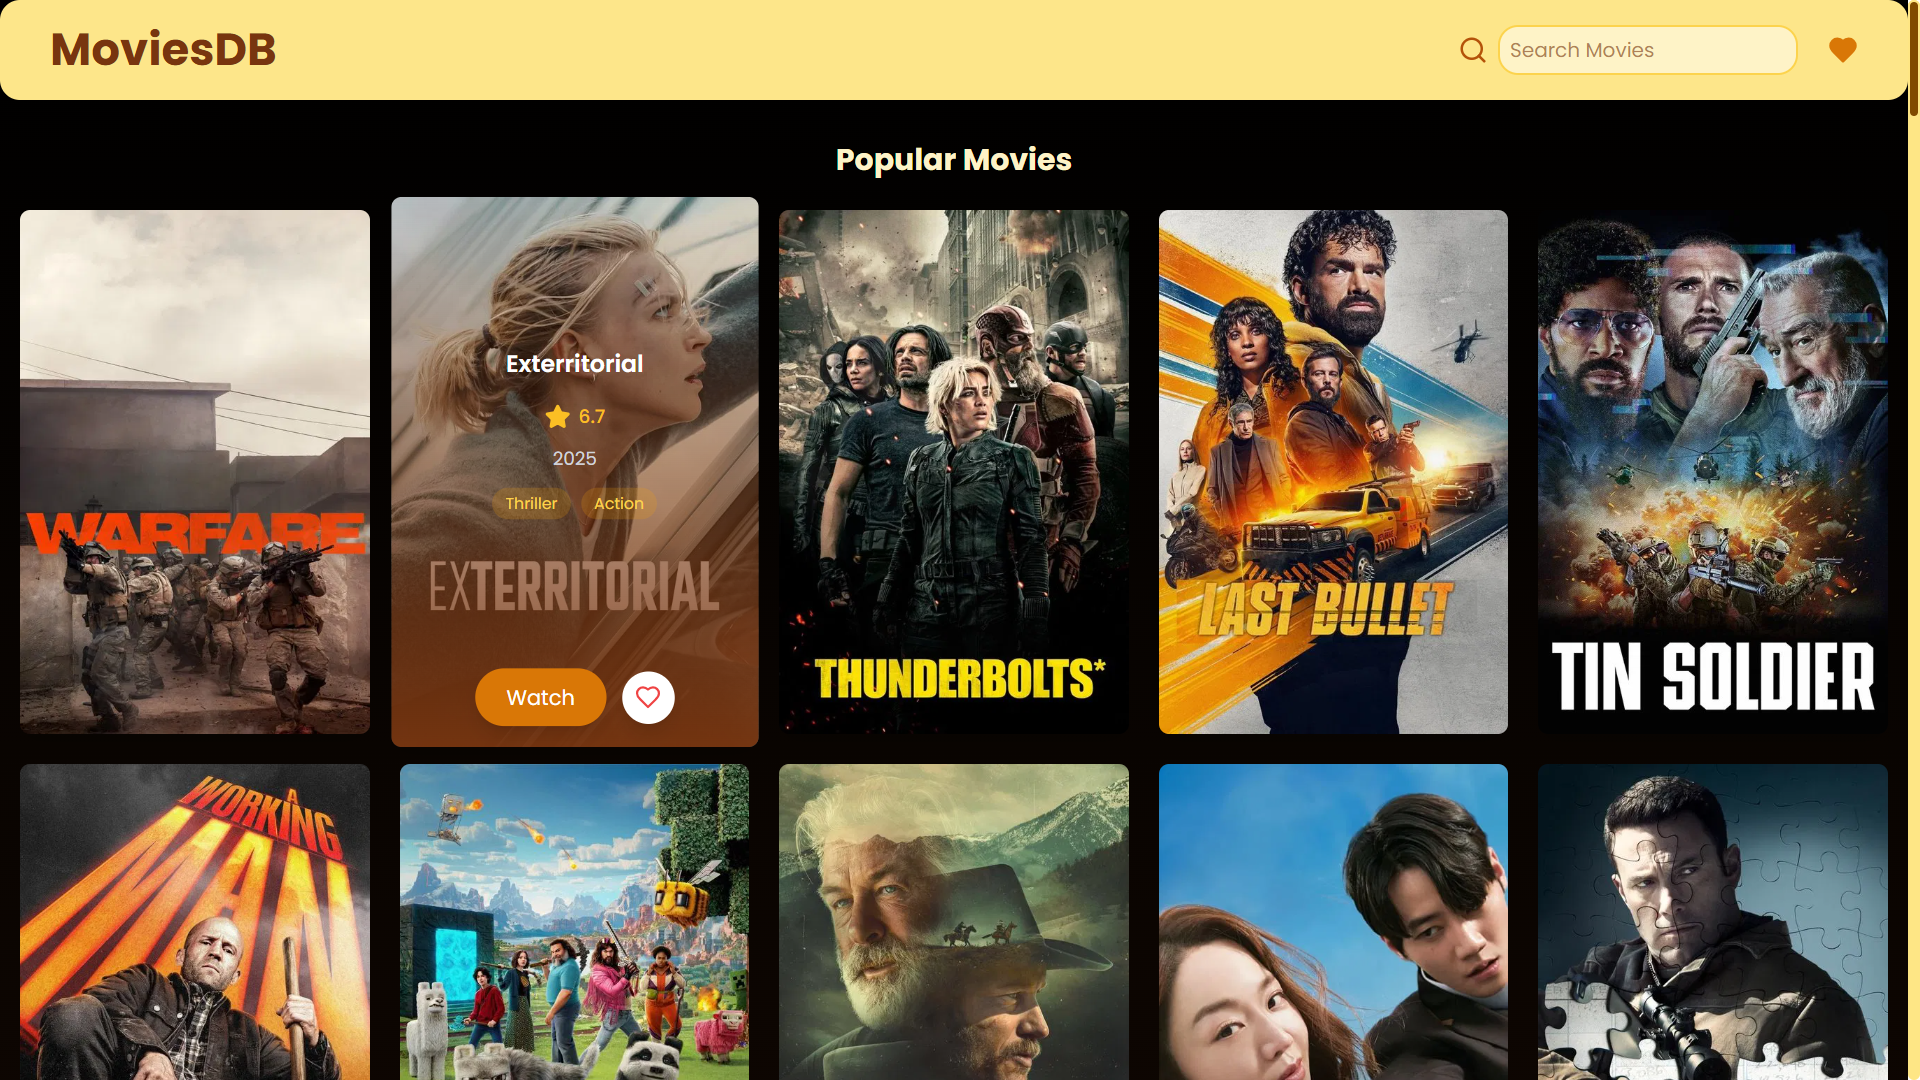 MoviesDB
Search Movies
Popular Movies
WARFARE
Exterritorial
6.7
2025
Thriller
Action
EXTERRITORIAL
Watch
THUNDERBOLTS*
LAST BULLET
TIN SOLDIER
A
WORKING
MAN